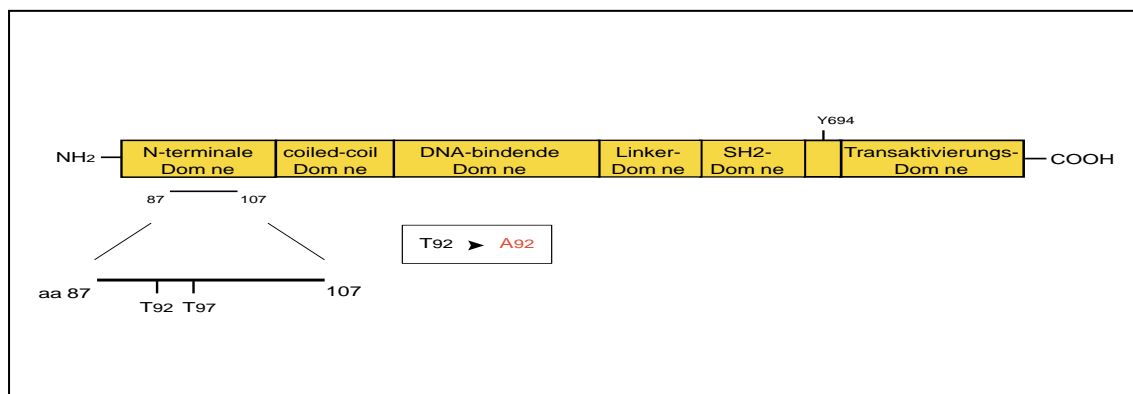 Y694
NH2
N-terminale
Dom ne
coiled-coil
Dom ne
DNA-bindende
Dom ne
Linker-
Dom ne
SH2-
Dom ne
Transaktivierungs-
Dom ne
COOH
87 107
T92 ➤ A92
aa 87 107
T92 T97